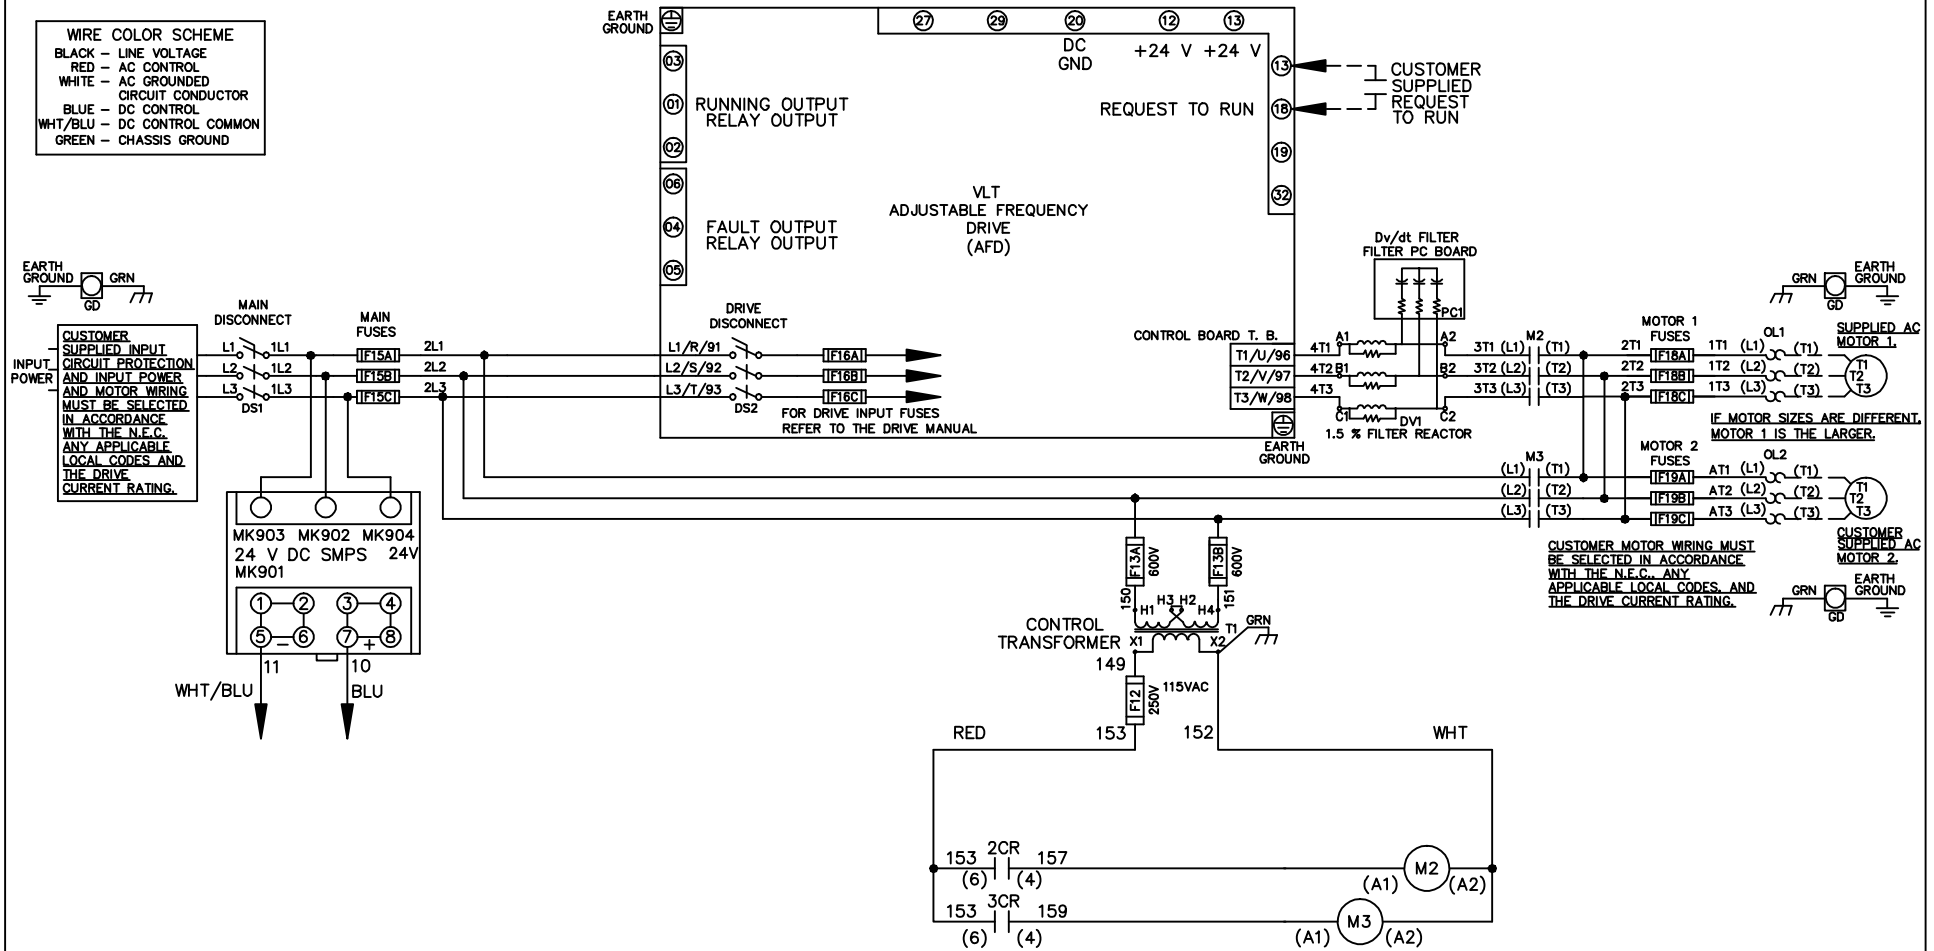 WIRE COLOR SCHEME
BLACK – LINE VOLTAGE
RED – AC CONTROL
WHITE – AC GROUNDED
CIRCUIT CONDUCTOR
BLUE – DC CONTROL
WHT/BLU – DC CONTROL COMMON
GREEN – CHASSIS GROUND
EARTH
GROUND
27 29 20 12 13
DC
GND
+24 V +24 V
03
01
02
RUNNING OUTPUT
RELAY OUTPUT
06
04
05
FAULT OUTPUT
RELAY OUTPUT
VLT
ADJUSTABLE FREQUENCY
DRIVE
(AFD)
REQUEST TO RUN
13
18
19
32
CUSTOMER
SUPPLIED
REQUEST
TO RUN
Dv/dt FILTER
FILTER PC BOARD
PC1
EARTH
GROUND
GRN
GD
INPUT
POWER
CUSTOMER
SUPPLIED INPUT
CIRCUIT PROTECTION
AND INPUT POWER
AND MOTOR WIRING
MUST BE SELECTED
IN ACCORDANCE
WITH THE N.E.C.
ANY APPLICABLE
LOCAL CODES AND
THE DRIVE
CURRENT RATING.
MAIN
DISCONNECT
L1 1L1
L2 1L2
L3 1L3
DS1
MAIN
FUSES
F15A 2L1
F15B 2L2
F15C 2L3
DRIVE
DISCONNECT
L1/R/91
L2/S/92
L3/T/93
DS2
F16A
F16B
F16C
FOR DRIVE INPUT FUSES
REFER TO THE DRIVE MANUAL
CONTROL BOARD T. B.
T1/U/96
T2/V/97
T3/W/98
EARTH
GROUND
4T1 A1 A2
4T2 B1 B2
4T3 C1 C2
DV1
1.5 % FILTER REACTOR
M2
3T1 (L1) (T1)
3T2 (L2) (T2)
3T3 (L3) (T3)
MOTOR 1
FUSES
2T1 F18A 1T1 (L1) (T1)
2T2 F18B 1T2 (L2) (T2)
2T3 F18C 1T3 (L3) (T3)
OL1
T1
T2
T3
GRN
GD
EARTH
GROUND
SUPPLIED AC
MOTOR 1.
IF MOTOR SIZES ARE DIFFERENT,
MOTOR 1 IS THE LARGER.
M3
(L1) (T1)
(L2) (T2)
(L3) (T3)
MOTOR 2
FUSES
F19A AT1 (L1) (T1)
F19B AT2 (L2) (T2)
F19C AT3 (L3) (T3)
OL2
T1
T2
T3
CUSTOMER
SUPPLIED AC
MOTOR 2.
CUSTOMER MOTOR WIRING MUST
BE SELECTED IN ACCORDANCE
WITH THE N.E.C., ANY
APPLICABLE LOCAL CODES, AND
THE DRIVE CURRENT RATING.
GRN
GD
EARTH
GROUND
MK903 MK902 MK904
24 V DC SMPS 24V
MK901
1 2 3 4
5 – 6 7 + 8
11 10
WHT/BLU BLU
F13A 600V
F13B 600V
150 151
H1 H3 H2 H4
CONTROL
TRANSFORMER
X1 X2 T1 GRN
149
F12 250V
115VAC
153 152
RED WHT
2CR
153 157
(6) (4)
M2
(A1) (A2)
3CR
153 159
(6) (4)
M3
(A1) (A2)